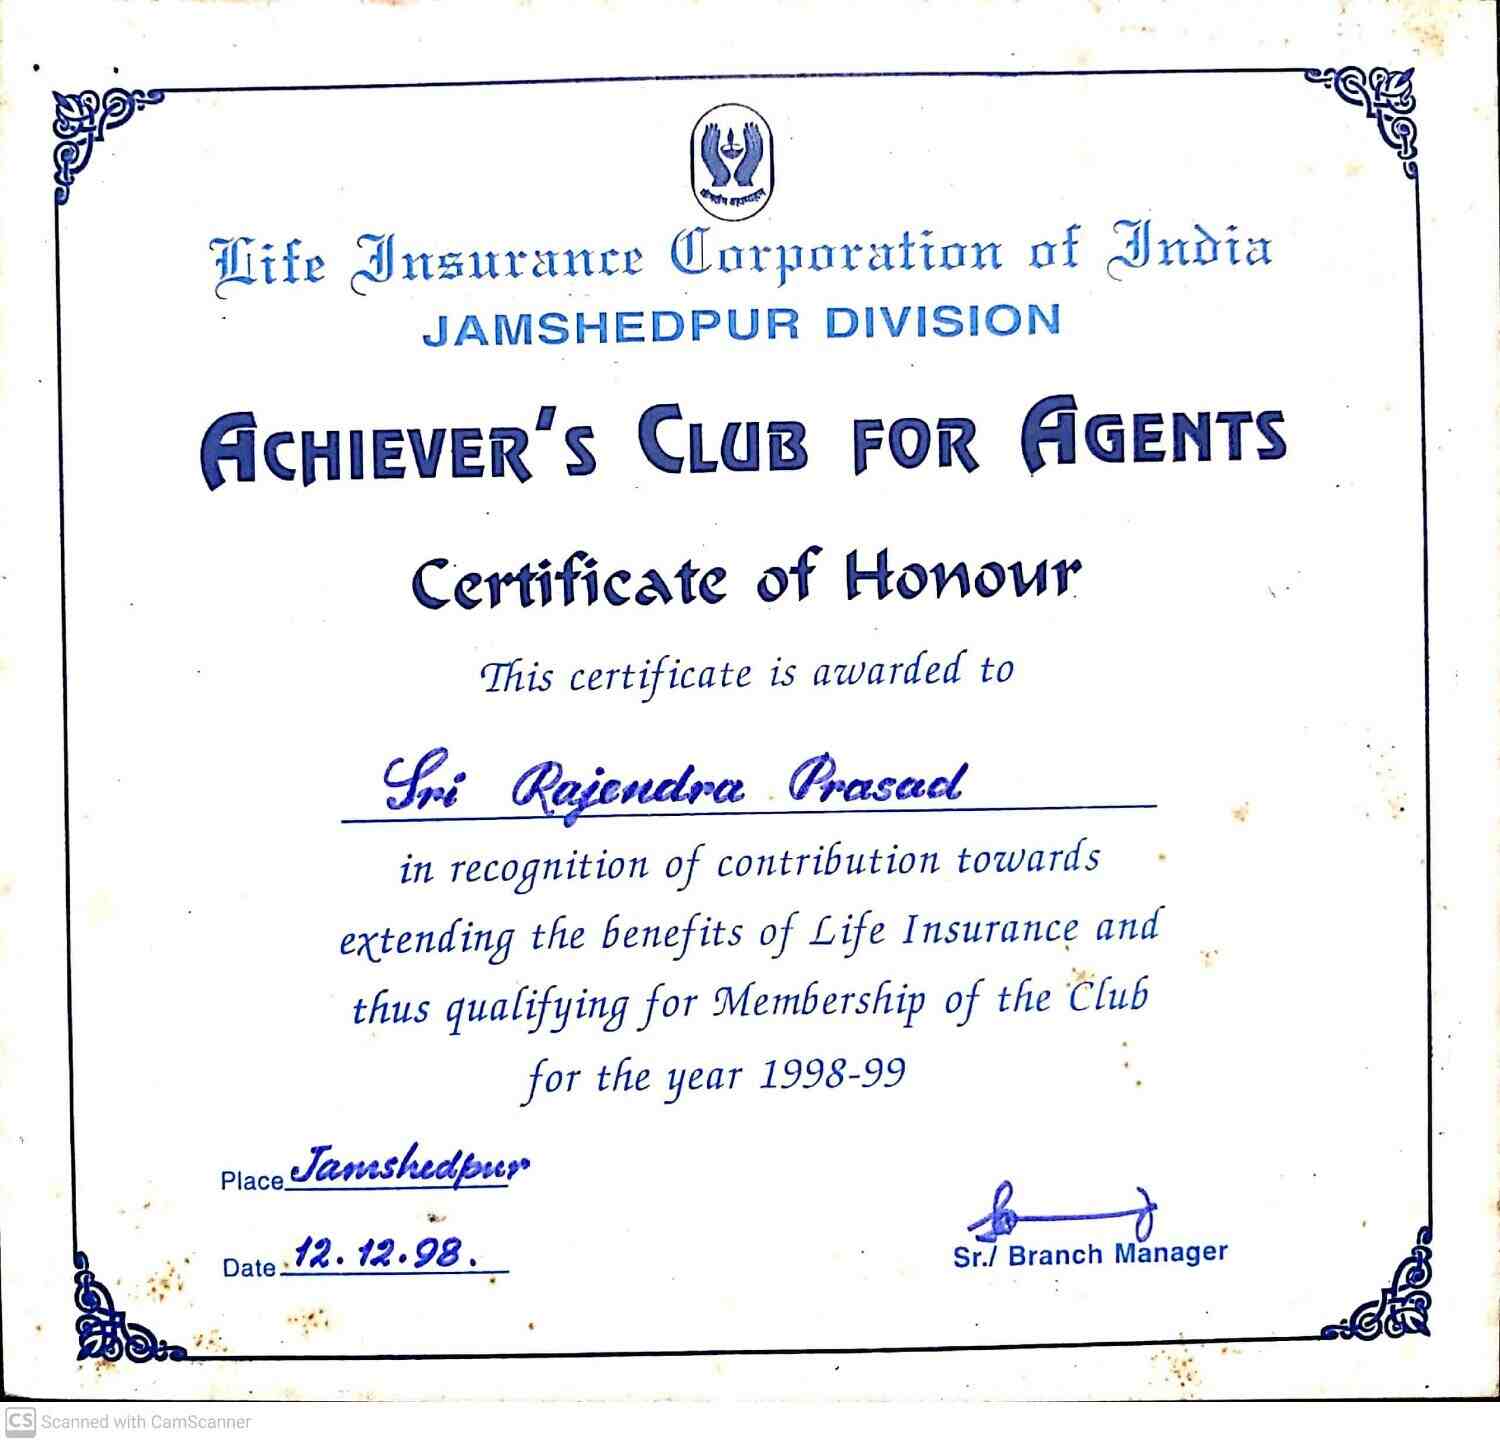 Life Insurance Corporation of India
JAMSHEDPUR DIVISION
ACHIEVER'S CLUB FOR AGENTS
Certificate of Honour
This certificate is awarded to
Sri Rajendra Prasad
in recognition of contribution towards
extending the benefits of Life Insurance and
thus qualifying for Membership of the Club
for the year 1998-99
Place Jamshedpur
Date 12.12.98.
Sr./ Branch Manager
CS Scanned with CamScanner